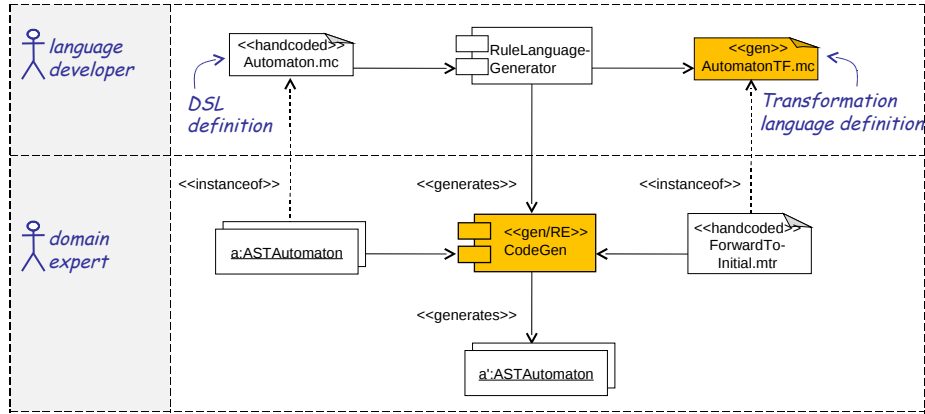 language
developer
<<handcoded>>
Automaton.mc
RuleLanguage-
Generator
<<gen>>
AutomatonTF.mc
DSL
definition
Transformation
language definition
<<instanceof>>
<<generates>>
<<instanceof>>
domain
expert
a:ASTAutomaton
<<gen/RE>>
CodeGen
<<handcoded>>
ForwardTo-
Initial.mtr
<<generates>>
a':ASTAutomaton